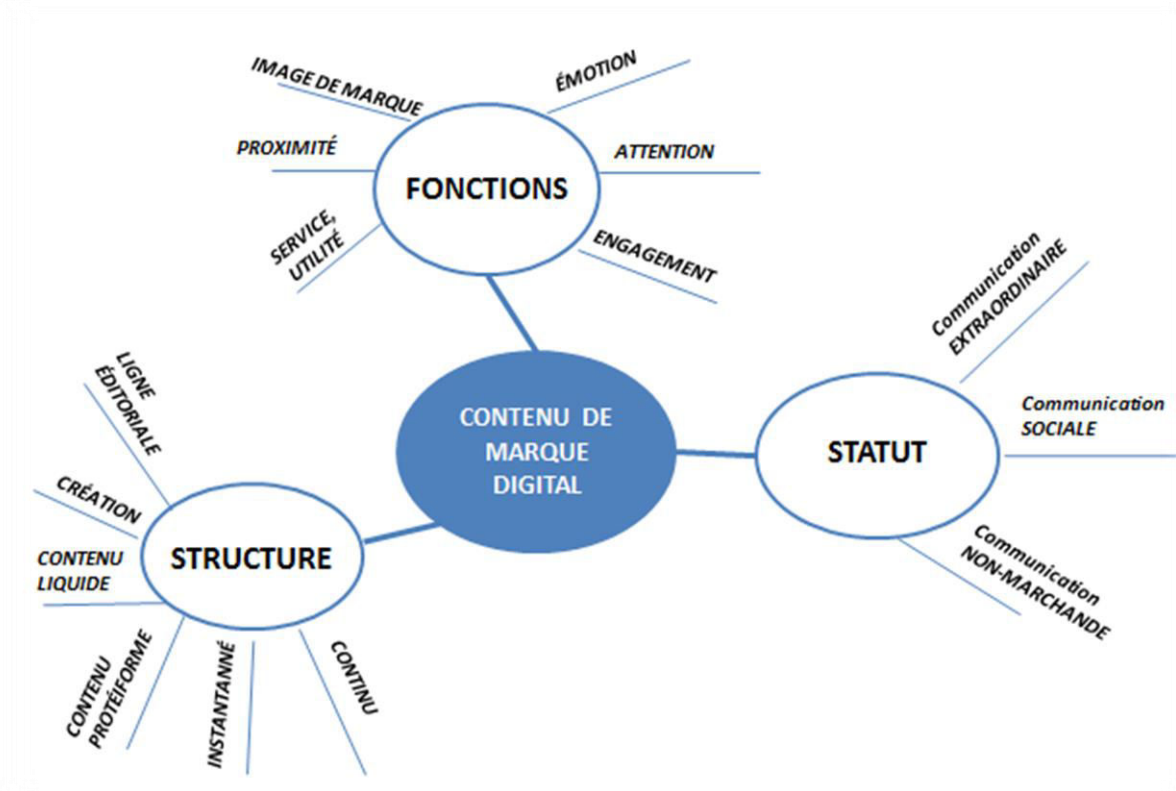 IMAGE DE MARQUE
ÉMOTION
PROXIMITÉ
ATTENTION
FONCTIONS
SERVICE,
UTILITÉ
ENGAGEMENT
Communication
EXTRAORDINAIRE
LIGNE
ÉDITORIALE
CONTENU DE
MARQUE
DIGITAL
Communication
SOCIALE
STATUT
CRÉATION
STRUCTURE
CONTENU
LIQUIDE
Communication
NON-MARCHANDE
CONTENU
PROTÉIFORME
INSTANTANNÉ
CONTINU